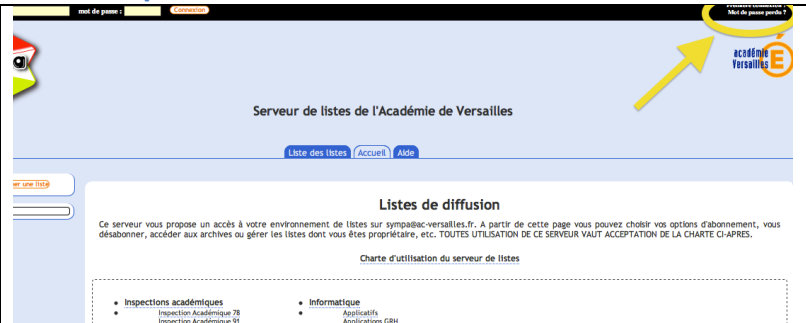 mot de passe : Connexion
Première connexion ?
Mot de passe perdu ?
académie
Versailles
Serveur de listes de l'Académie de Versailles
Liste des listes Accueil Aide
er une liste
Listes de diffusion
Ce serveur vous propose un accès à votre environnement de listes sur sympa@ac-versailles.fr. A partir de cette page vous pouvez choisir vos options d'abonnement, vous
désabonner, accéder aux archives ou gérer les listes dont vous êtes propriétaire, etc. TOUTES UTILISATION DE CE SERVEUR VAUT ACCEPTATION DE LA CHARTE CI-APRES.
Charte d'utilisation du serveur de listes
Inspections académiques
Inspection Académique 78
Inspection Académique 91
Informatique
Applicatifs
Applications GRH